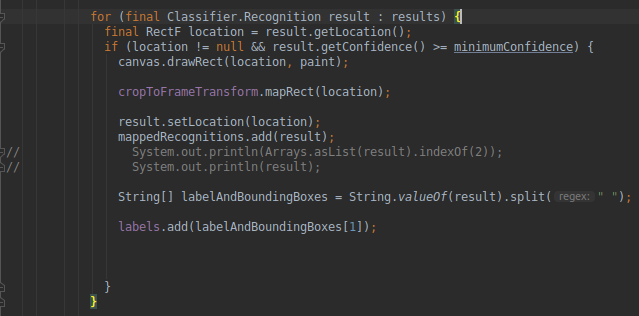 for (final Classifier.Recognition result : results) {
final RectF location = result.getLocation();
if (location != null && result.getConfidence() >= minimumConfidence) {
canvas.drawRect(location, paint);
cropToFrameTransform.mapRect(location);
result.setLocation(location);
mappedRecognitions.add(result);
// System.out.println(Arrays.asList(result).indexOf(2));
// System.out.println(result);
String[] labelAndBoundingBoxes = String.valueOf(result).split( regex: " ");
labels.add(labelAndBoundingBoxes[1]);
}
}